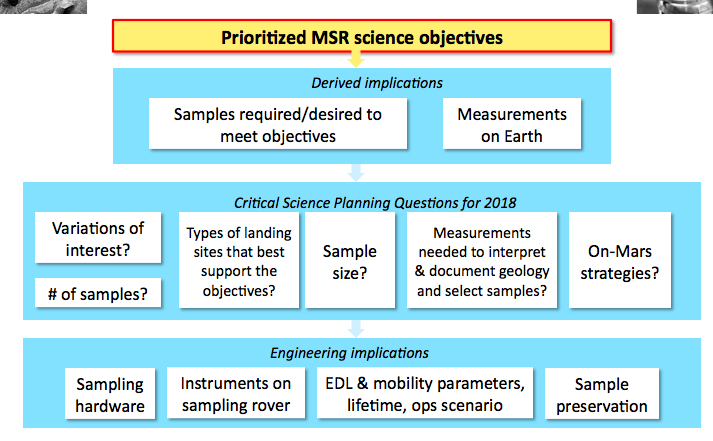 Prioritized MSR science objectives
Derived implications
Samples required/desired to
meet objectives
Measurements
on Earth
Critical Science Planning Questions for 2018
Variations of
interest?
# of samples?
Types of landing
sites that best
support the
objectives?
Sample
size?
Measurements
needed to interpret
& document geology
and select samples?
On-Mars
strategies?
Engineering implications
Sampling
hardware
Instruments on
sampling rover
EDL & mobility parameters,
lifetime, ops scenario
Sample
preservation